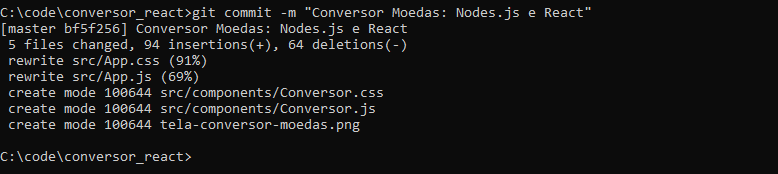 C:\code\conversor_react>git commit -m "Conversor Moedas: Nodes.js e React"
[master bf5f256] Conversor Moedas: Nodes.js e React
 5 files changed, 94 insertions(+), 64 deletions(-)
 rewrite src/App.css (91%)
 rewrite src/App.js (69%)
 create mode 100644 src/components/Conversor.css
 create mode 100644 src/components/Conversor.js
 create mode 100644 tela-conversor-moedas.png
C:\code\conversor_react>